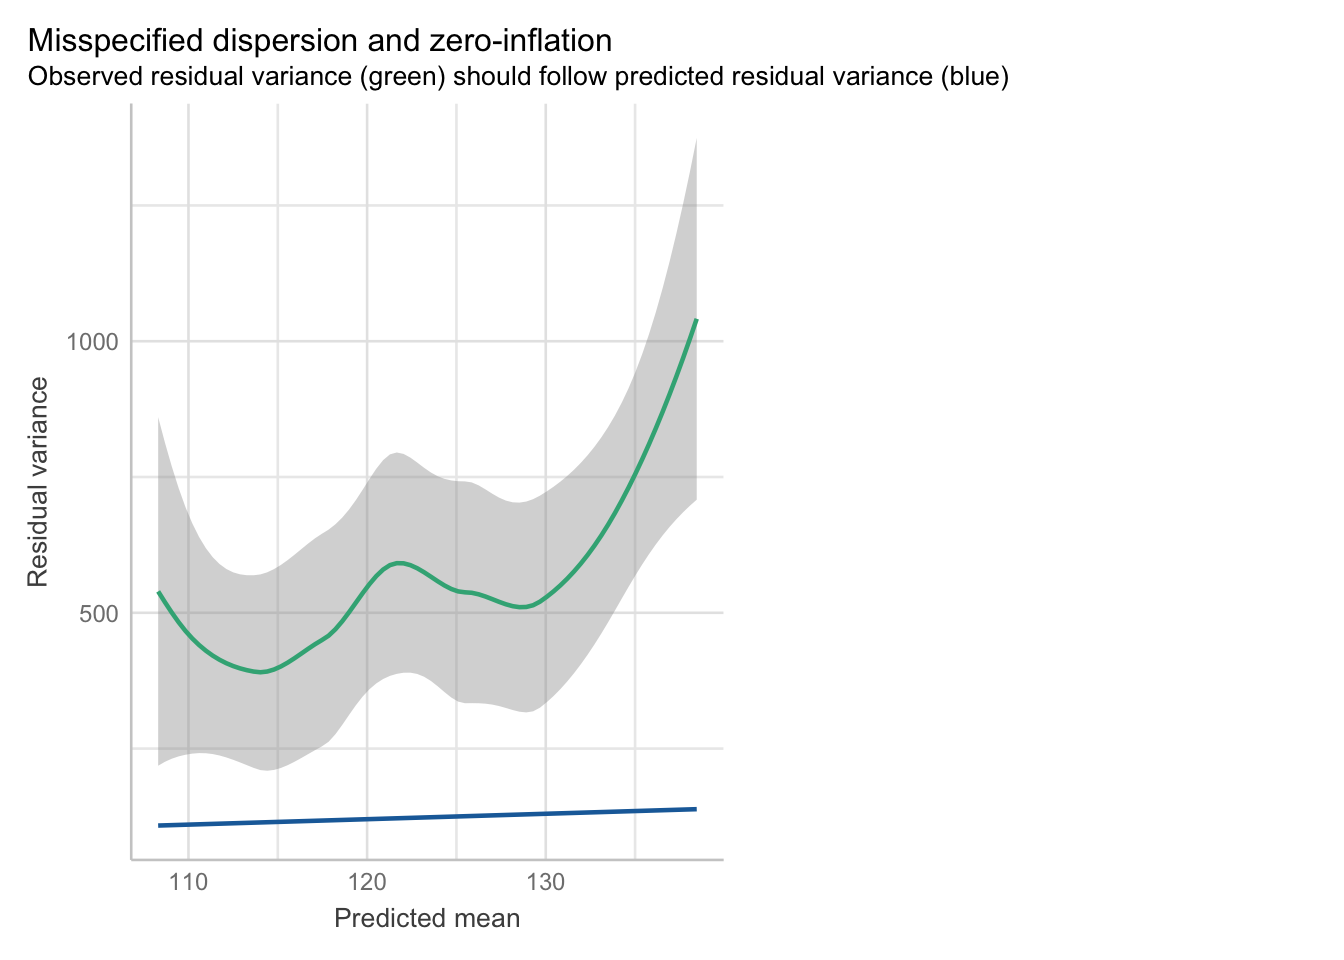 Misspecified dispersion and zero-inflation
Observed residual variance (green) should follow predicted residual variance (blue)
Residual variance
1000
500
110
120
130
Predicted mean